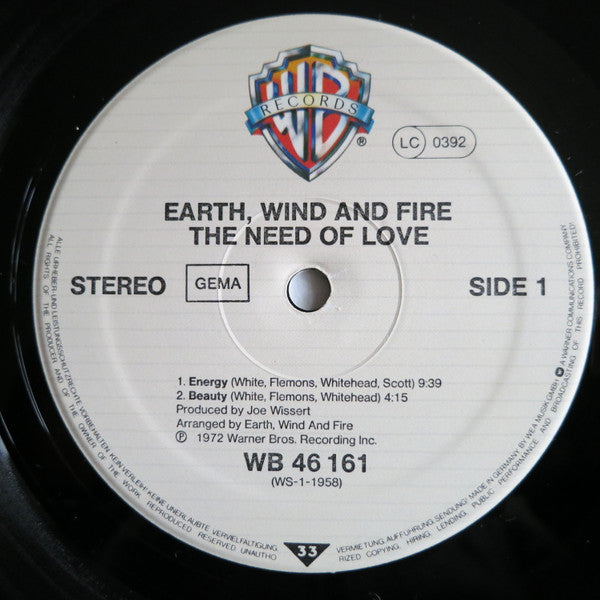 WB
RECORDS
®
LC 0392
EARTH, WIND AND FIRE
THE NEED OF LOVE
STEREO
GEMA
SIDE 1
1. Energy (White, Flemons, Whitehead, Scott) 9:39
2. Beauty (White, Flemons, Whitehead) 4:15
Produced by Joe Wissert
Arranged by Earth, Wind And Fire
℗ 1972 Warner Bros. Recording Inc.
WB 46 161
(WS-1-1958)
33
ALLE URHEBER UND LEISTUNGSSCHUTZRECHTE VORBEHALTEN. KEIN VERLEIH! KEINE UNERLAUBTE VERVIELFÄLTIGUNG, VERMIETUNG, AUFFÜHRUNG, SENDUNG! MADE IN GERMANY BY WEA MUSIK GMBH A WARNER COMMUNICATIONS COMPANY
ALL RIGHTS OF THE PRODUCER AND OF THE OWNER OF THE WORK REPRODUCED RESERVED. UNAUTHORIZED COPYING, HIRING, LENDING, PUBLIC PERFORMANCE AND BROADCASTING OF THIS RECORD PROHIBITED!